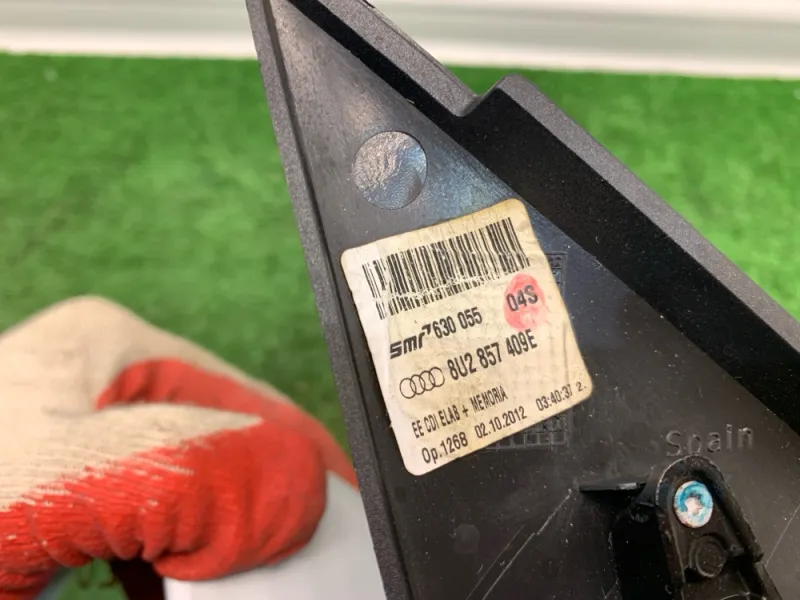 04S
smr 630 055
8U2 857 409E
EE CDI ELAB + MEMORIA
Op.1268 02.10.2012 03:40:37 2.
Spain